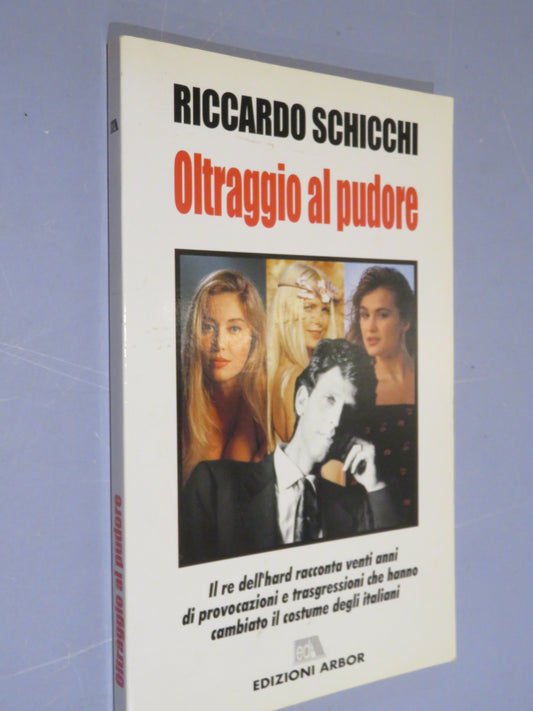 RICCARDO SCHICCHI
Oltraggio al pudore
Il re dell'hard racconta venti anni
di provocazioni e trasgressioni che hanno
cambiato il costume degli italiani
EDIZIONI ARBOR
Oltraggio al pudore